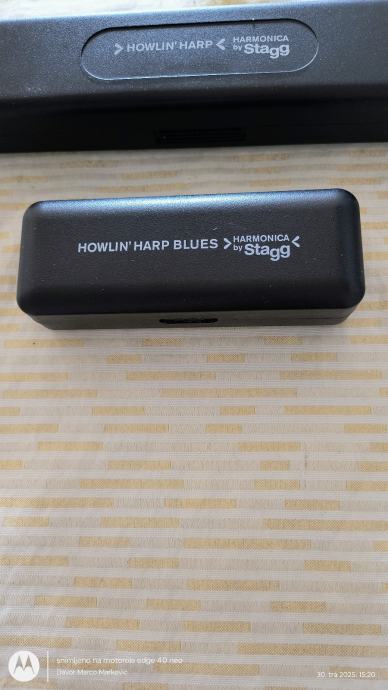 > HOWLIN' HARP < HARMONICA
by Stagg
HOWLIN' HARP BLUES > HARMONICA <
by Stagg
snimljeno na motorola edge 40 neo
Davor Marco Markevic
30. tra 2025. 15:20